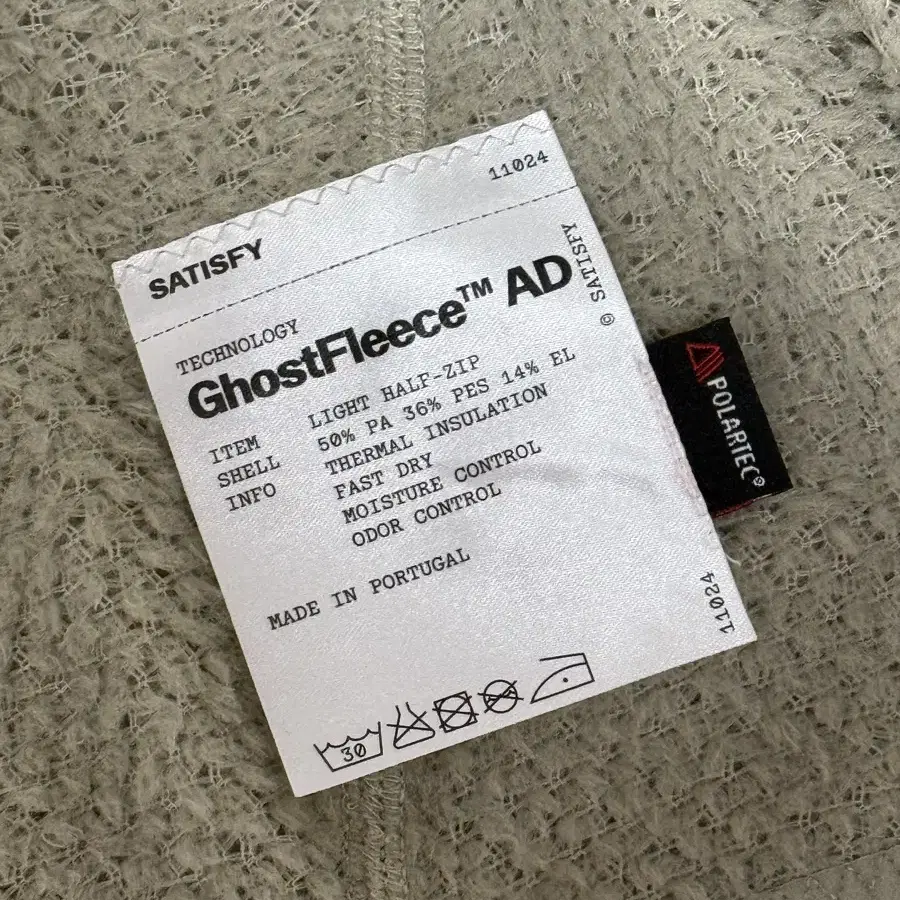 11024
SATISFY
© SATISFY
TECHNOLOGY
GhostFleece™ AD
ITEM LIGHT HALF-ZIP
SHELL 50% PA 36% PES 14% EL
INFO THERMAL INSULATION
FAST DRY
MOISTURE CONTROL
ODOR CONTROL
MADE IN PORTUGAL
11024
30
POLARTEC®